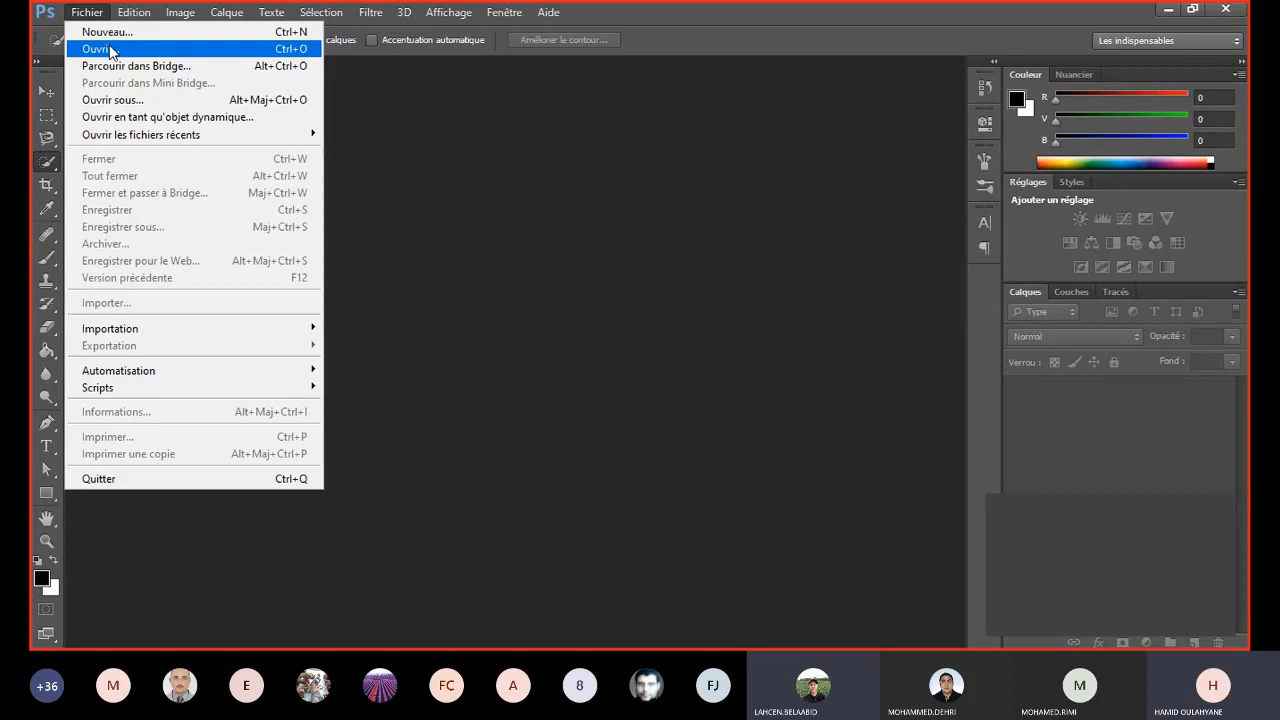 Ps Fichier Edition Image Calque Texte Sélection Filtre 3D Affichage Fenêtre Aide
calques Accentuation automatique Améliorer le contour... Les indispensables
Nouveau... Ctrl+N
Ouvri Ctrl+O
Parcourir dans Bridge... Alt+Ctrl+O
Parcourir dans Mini Bridge...
Ouvrir sous... Alt+Maj+Ctrl+O
Ouvrir en tant qu'objet dynamique...
Ouvrir les fichiers récents
Fermer Ctrl+W
Tout fermer Alt+Ctrl+W
Fermer et passer à Bridge... Maj+Ctrl+W
Enregistrer Ctrl+S
Enregistrer sous... Maj+Ctrl+S
Archiver...
Enregistrer pour le Web... Alt+Maj+Ctrl+S
Version précédente F12
Importer...
Importation
Exportation
Automatisation
Scripts
Informations... Alt+Maj+Ctrl+I
Imprimer... Ctrl+P
Imprimer une copie Alt+Maj+Ctrl+P
Quitter Ctrl+Q
Couleur Nuancier
R 0
V 0
B 0
Réglages Styles
Ajouter un réglage
Calques Couches Tracés
Type
Normal Opacité :
Verrou : Fond :
+36 M E FC A 8 FJ M H
LAHCEN.BELAABID MOHAMMED.DEHRI MOHAMED.RIMI HAMID OULAHYANE